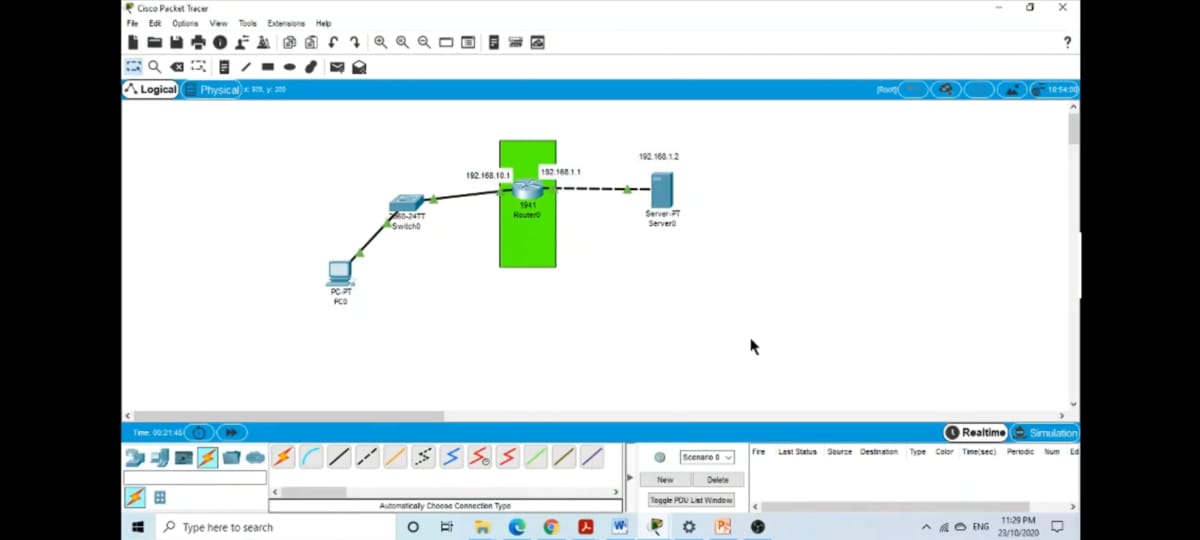 Cisco Packet Tracer
File Edit Options View Tools Extensions Help
?
Logical Physical x: 909, y: 200 [Root] 10:54:00
192.168.1.2
192.168.10.1 192.168.1.1
1941
Router0
2960-24TT
Switch0
Server-PT
Server0
PC-PT
PC0
Time: 00:21:46 Realtime Simulation
Scenario 0
Fire Last Status Source Destination Type Color Time(sec) Periodic Num Ed
New Delete
Toggle PDU List Window
Automatically Choose Connection Type
Type here to search
ENG
11:29 PM
23/10/2020